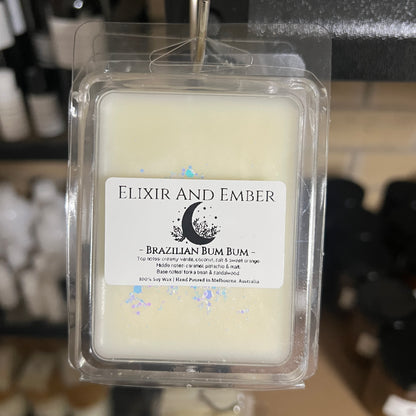 ELIXIR AND EMBER
- BRAZILIAN BUM BUM -
Top notes: creamy vanilla, coconut, salt & sweet orange.
Middle notes: caramel, pistachio & malt.
Base notes: tonka bean & sandalwood.
100% Soy Wax | Hand Poured in Melbourne, Australia